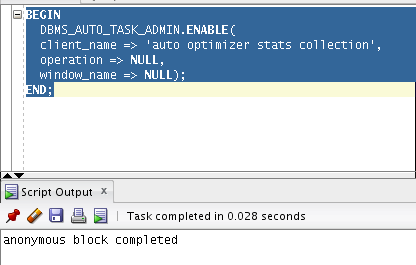 BEGIN
DBMS_AUTO_TASK_ADMIN.ENABLE(
client_name => 'auto optimizer stats collection',
operation => NULL,
window_name => NULL);
END;
Script Output x
Task completed in 0.028 seconds
anonymous block completed